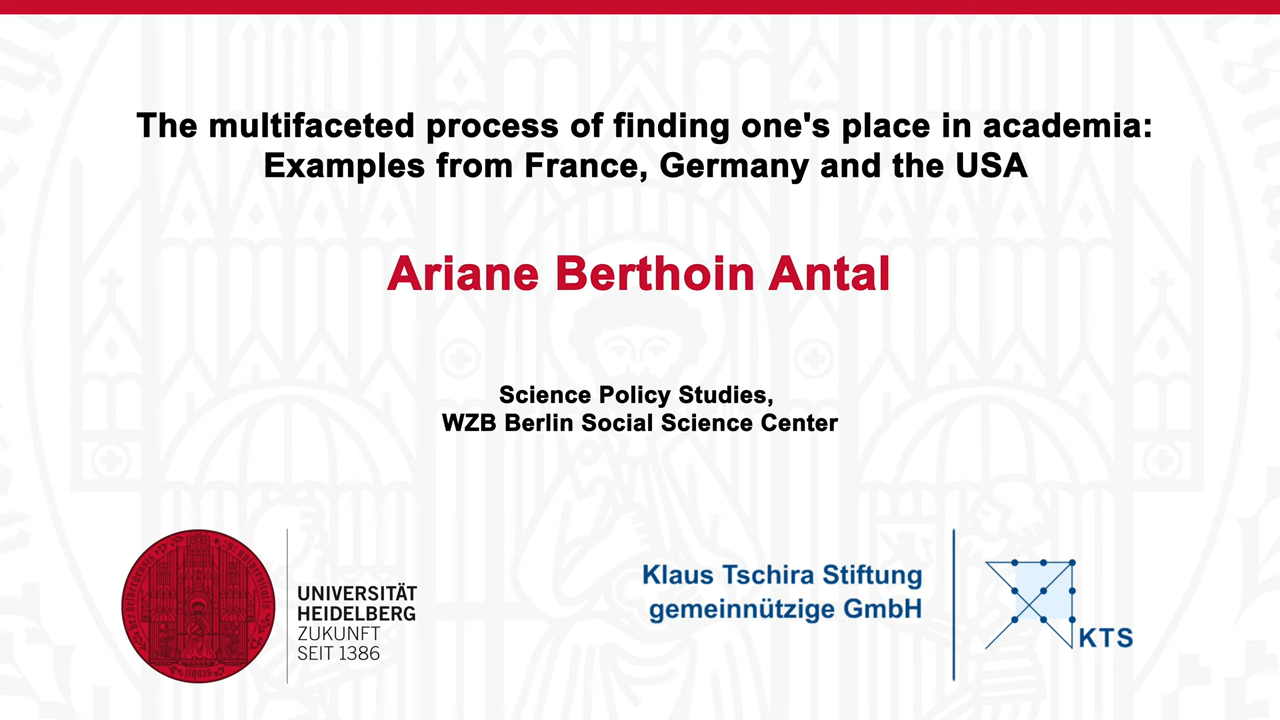 The multifaceted process of finding one's place in academia:
Examples from France, Germany and the USA
Ariane Berthoin Antal
Science Policy Studies,
WZB Berlin Social Science Center
UNIVERSITÄT
HEIDELBERG
ZUKUNFT
SEIT 1386
Klaus Tschira Stiftung
gemeinnützige GmbH
KTS